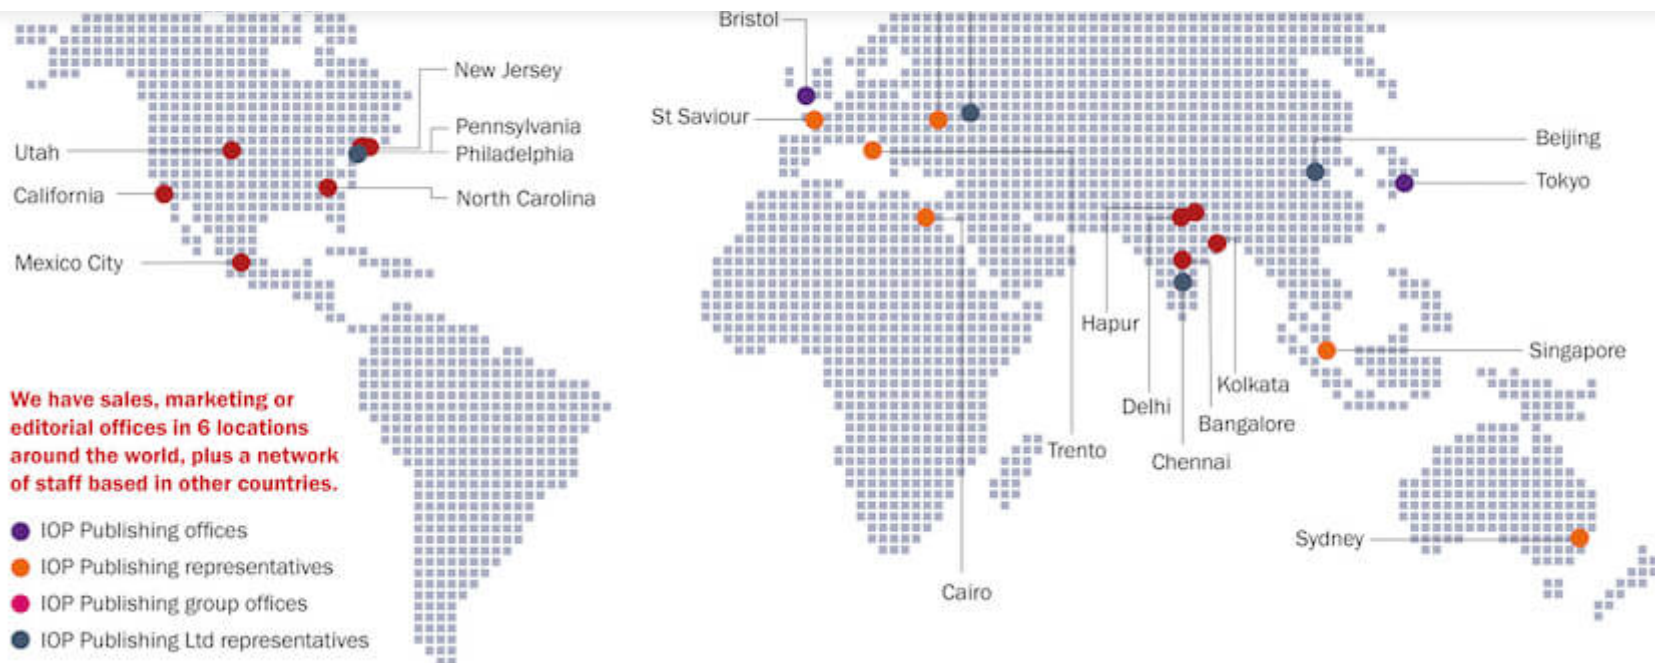 Bristol
New Jersey
St Saviour
Pennsylvania
Beijing
Utah
Philadelphia
Tokyo
California
North Carolina
Mexico City
Hapur
Singapore
Kolkata
Delhi
Bangalore
Trento
Chennai
We have sales, marketing or
editorial offices in 6 locations
around the world, plus a network
of staff based in other countries.
IOP Publishing offices
Sydney
IOP Publishing representatives
Cairo
IOP Publishing group offices
IOP Publishing Ltd representatives